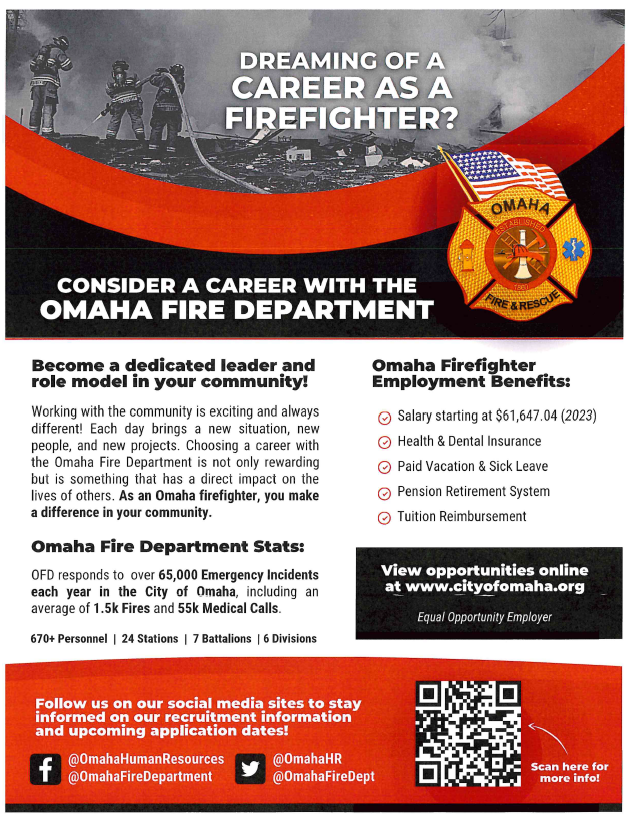 DREAMING OF A
CAREER AS A
FIREFIGHTER?
OMAHA
ESTABLISHED
FIRE & RESCUE
CONSIDER A CAREER WITH THE
OMAHA FIRE DEPARTMENT
Become a dedicated leader and
role model in your community!
Working with the community is exciting and always
different! Each day brings a new situation, new
people, and new projects. Choosing a career with
the Omaha Fire Department is not only rewarding
but is something that has a direct impact on the
lives of others. As an Omaha firefighter, you make
a difference in your community.
Omaha Fire Department Stats:
OFD responds to over 65,000 Emergency Incidents
each year in the City of Omaha, including an
average of 1.5k Fires and 55k Medical Calls.
670+ Personnel | 24 Stations | 7 Battalions | 6 Divisions
Omaha Firefighter
Employment Benefits:
Salary starting at $61,647.04 (2023)
Health & Dental Insurance
Paid Vacation & Sick Leave
Pension Retirement System
Tuition Reimbursement
View opportunities online
at www.cityofomaha.org
Equal Opportunity Employer
Follow us on our social media sites to stay
informed on our recruitment information
and upcoming application dates!
@OmahaHumanResources
@OmahaFireDepartment
@OmahaHR
@OmahaFireDept
Scan here for
more info!